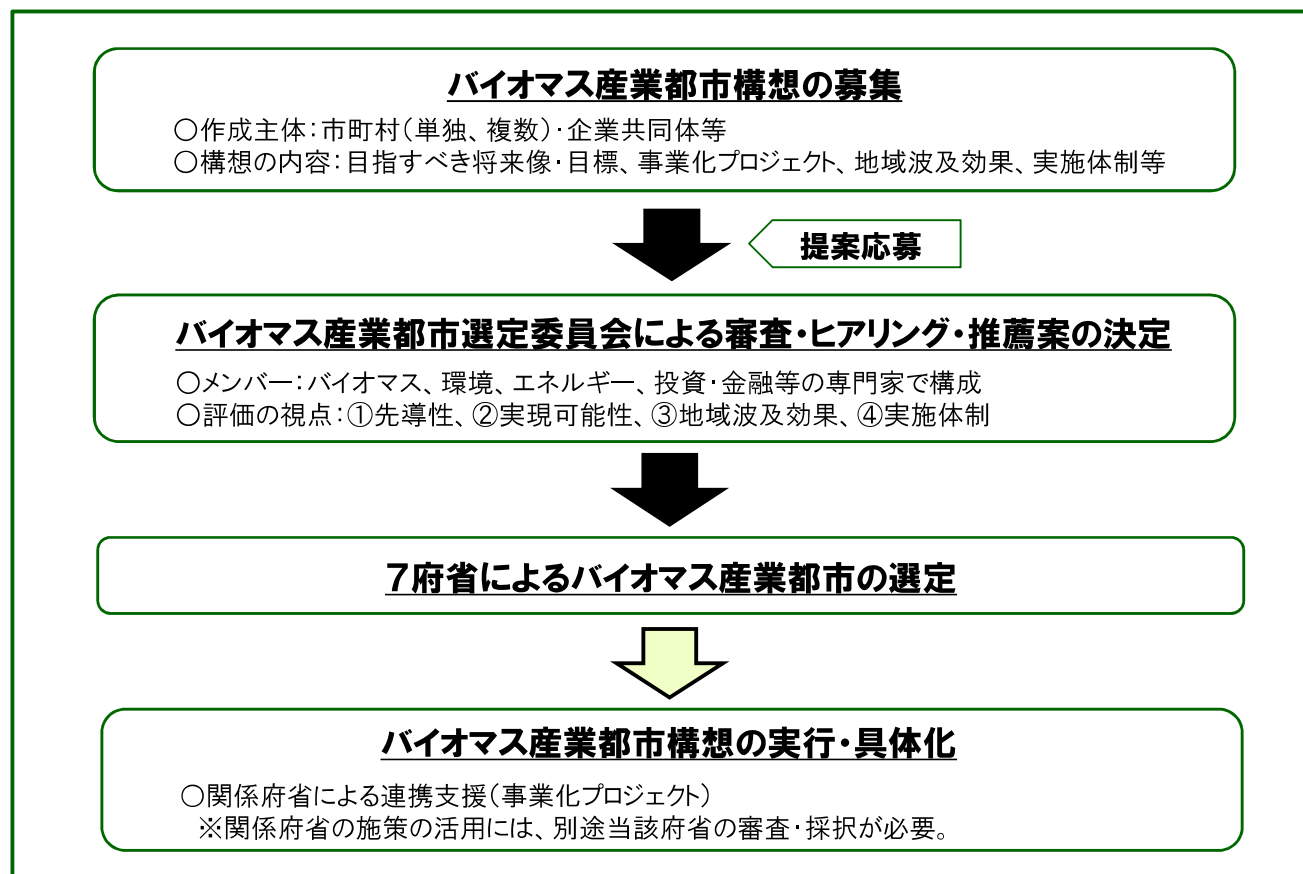 バイオマス産業都市構想の募集
○作成主体：市町村（単独、複数）・企業共同体等
○構想の内容：目指すべき将来像・目標、事業化プロジェクト、地域波及効果、実施体制等
提案応募
バイオマス産業都市選定委員会による審査・ヒアリング・推薦案の決定
○メンバー：バイオマス、環境、エネルギー、投資・金融等の専門家で構成
○評価の視点：①先導性、②実現可能性、③地域波及効果、④実施体制
７府省によるバイオマス産業都市の選定
バイオマス産業都市構想の実行・具体化
○関係府省による連携支援（事業化プロジェクト）
※関係府省の施策の活用には、別途当該府省の審査・採択が必要。